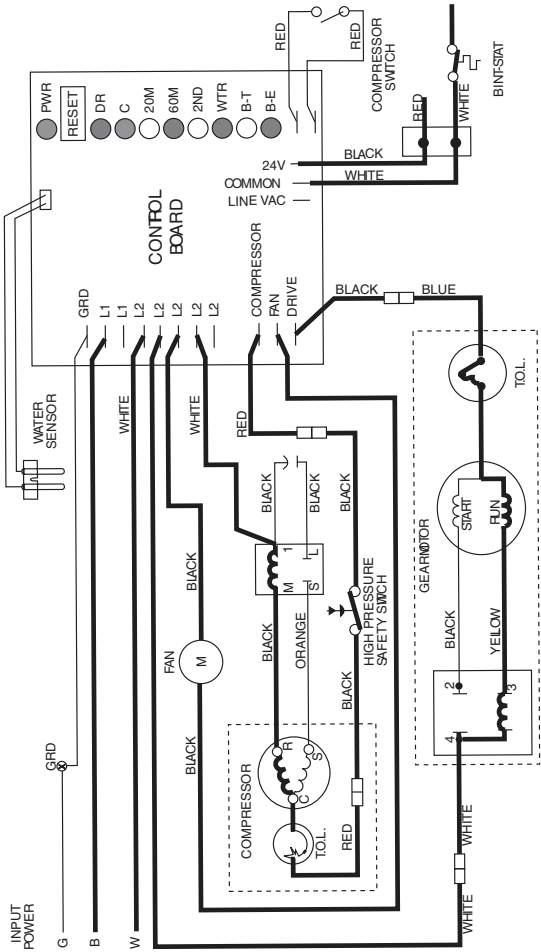 PWR
RESET
DR
C
20M
60M
2ND
WTR
B-T
B-E
RED
RED
COMPRESSOR
SWITCH
BINT-STAT
RED
WHITE
24V
COMMON
LINE VAC
BLACK
WHITE
CONTROL
BOARD
GRD
L1
L1
L2
L2
L2
L2
L2
COMPRESSOR
FAN
DRIVE
WATER
SENSOR
WHITE
WHITE
RED
BLACK
BLUE
T.O.L.
GEARMOTOR
START
RUN
BLACK
YELLOW
2
3
4
1
WHITE
WHITE
BLACK
BLACK
BLACK
1
L
M
S
HIGH PRESSURE
SAFETY SWITCH
BLACK
ORANGE
BLACK
FAN
M
BLACK
BLACK
COMPRESSOR
R
S
C
T.O.L.
RED
GRD
INPUT
POWER
G
B
W